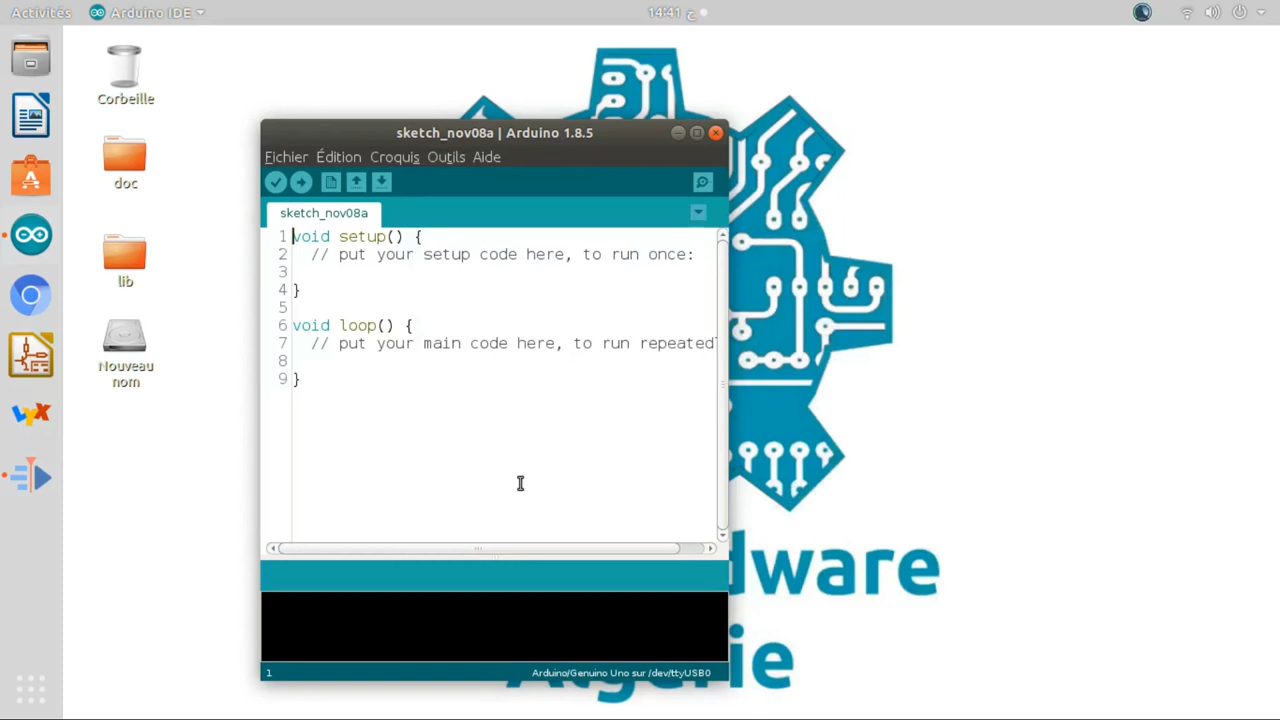 Activités
Arduino IDE
14:41 ح
Corbeille
doc
lib
Nouveau
nom
sketch_nov08a | Arduino 1.8.5
Fichier Édition Croquis Outils Aide
sketch_nov08a
1 void setup() {
2 // put your setup code here, to run once:
3
4 }
5
6 void loop() {
7 // put your main code here, to run repeated
8
9 }
1
Arduino/Genuino Uno sur /dev/ttyUSB0
dware
ie